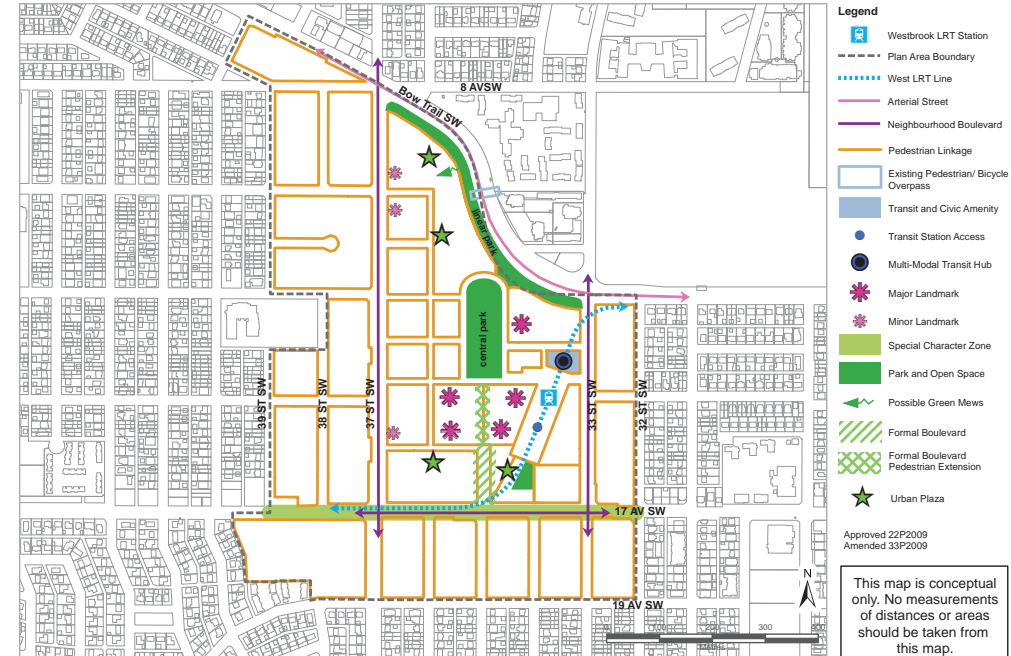 Legend
Westbrook LRT Station
Plan Area Boundary
West LRT Line
Arterial Street
Neighbourhood Boulevard
Pedestrian Linkage
Existing Pedestrian/ Bicycle
Overpass
Transit and Civic Amenity
Transit Station Access
Multi-Modal Transit Hub
Major Landmark
Minor Landmark
Special Character Zone
Park and Open Space
Possible Green Mews
Formal Boulevard
Formal Boulevard
Pedestrian Extension
Urban Plaza
Approved 22P2009
Amended 33P2009
This map is conceptual
only. No measurements
of distances or areas
should be taken from
this map.
8 AVSW
Bow Trail SW
linear park
central park
39 ST SW
38 ST SW
37 ST SW
33 ST SW
32 ST SW
17 AV SW
19 AV SW
N
0 100 200 300 400